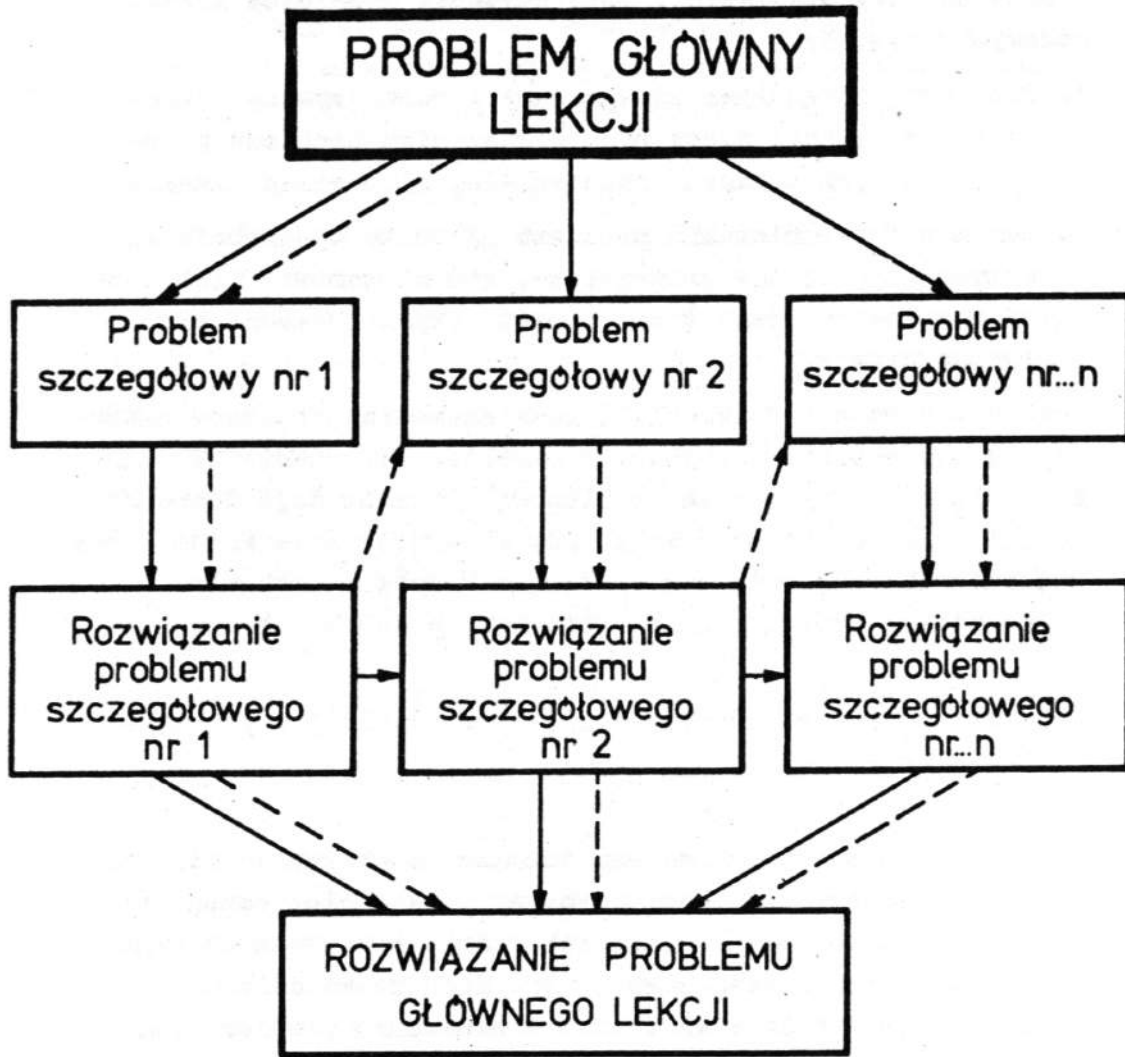 PROBLEM GŁÓWNY
LEKCJI
Problem
szczegółowy nr 1
Problem
szczegółowy nr 2
Problem
szczegółowy nr...n
Rozwiązanie
problemu
szczegółowego
nr 1
Rozwiązanie
problemu
szczegółowego
nr 2
Rozwiązanie
problemu
szczegółowego
nr...n
ROZWIĄZANIE PROBLEMU
GŁÓWNEGO LEKCJI